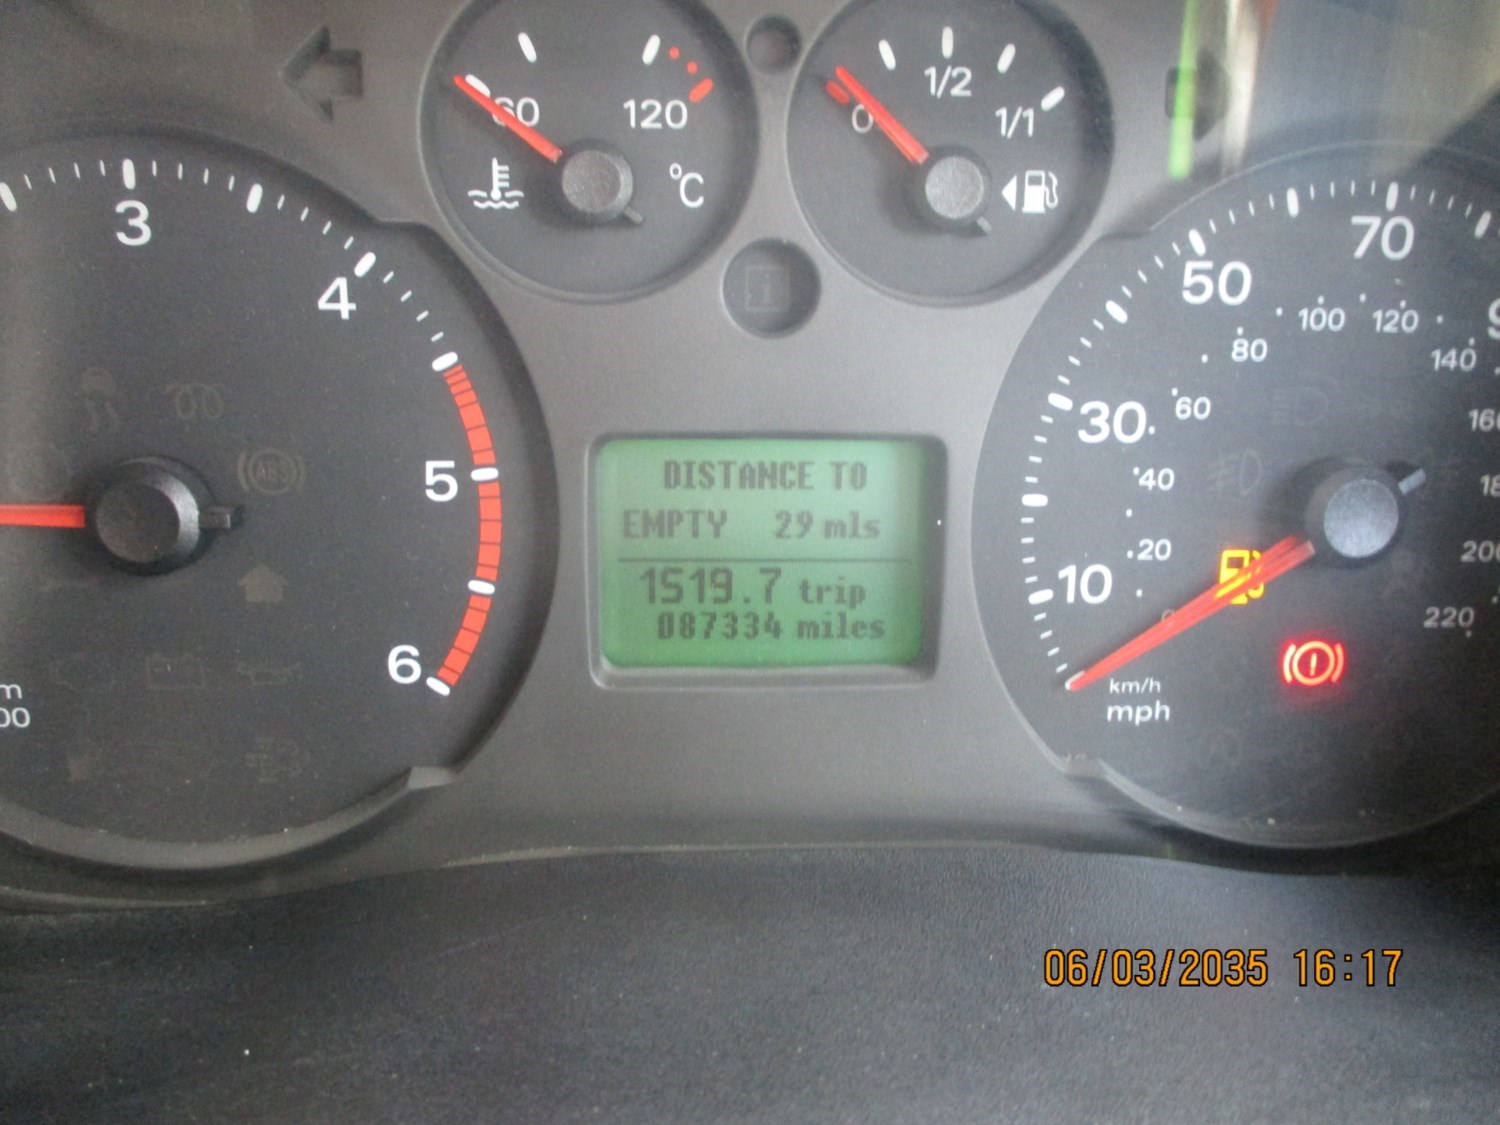 60 120
°C
0 1/2 1/1
3
4
5
6
DISTANCE TO
EMPTY 29 mls
1519.7 trip
087334 miles
10 30 50 70
20 40 60 80 100 120 140
220
km/h
mph
ABS
06/03/2035 16:17